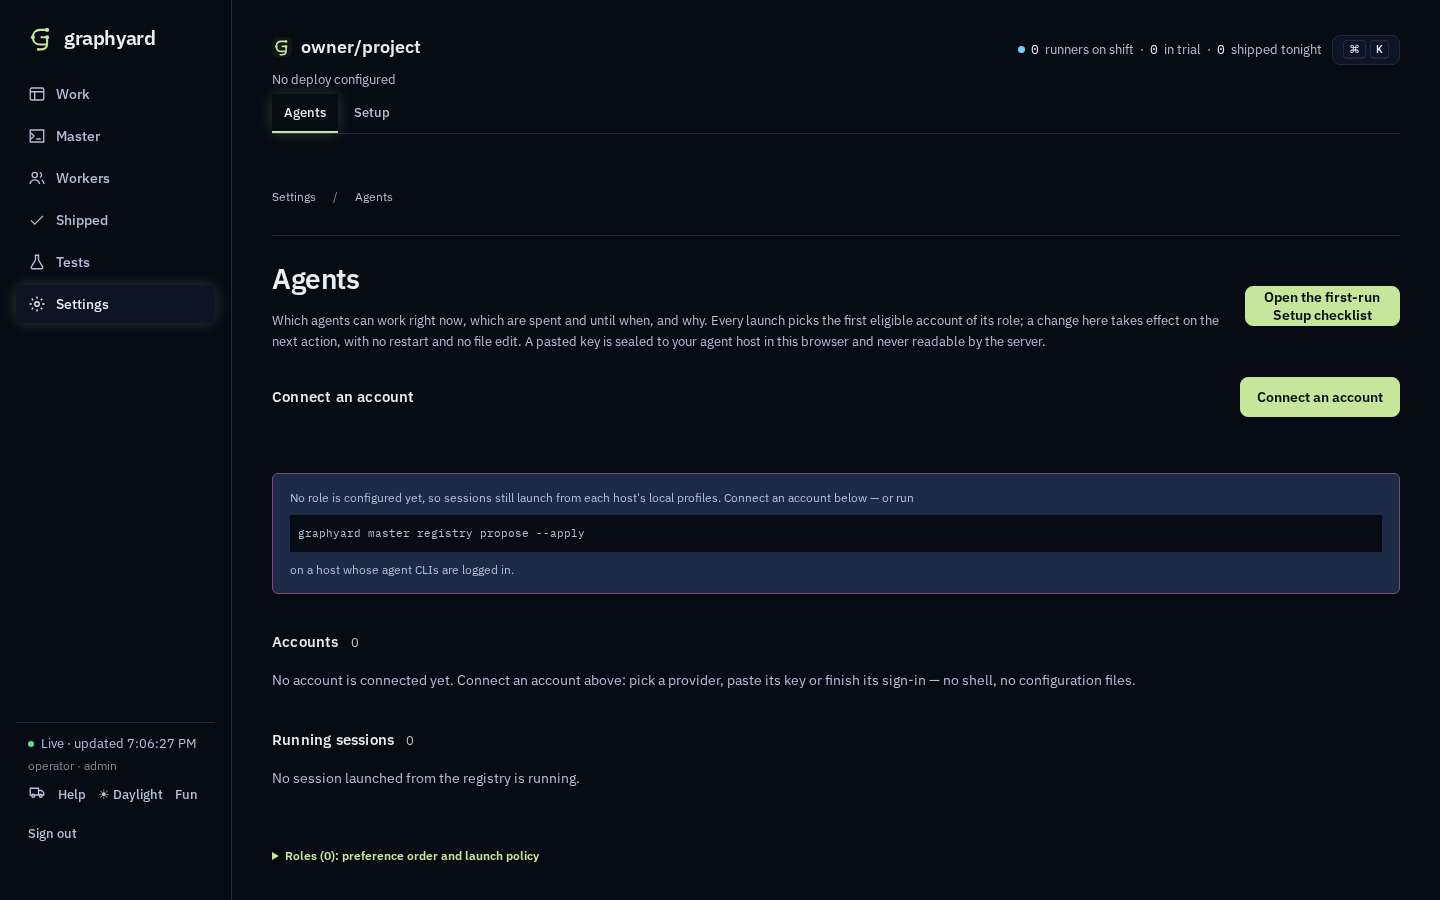 graphyard
Work
Master
Workers
Shipped
Tests
Settings
Live · updated 7:06:27 PM
operator · admin
Help ☀ Daylight Fun
Sign out
owner/project
0 runners on shift · 0 in trial · 0 shipped tonight ⌘ K
No deploy configured
Agents Setup
Settings / Agents
Agents
Which agents can work right now, which are spent and until when, and why. Every launch picks the first eligible account of its role; a change here takes effect on the
next action, with no restart and no file edit. A pasted key is sealed to your agent host in this browser and never readable by the server.
Open the first-run
Setup checklist
Connect an account
Connect an account
No role is configured yet, so sessions still launch from each host's local profiles. Connect an account below — or run
graphyard master registry propose --apply
on a host whose agent CLIs are logged in.
Accounts 0
No account is connected yet. Connect an account above: pick a provider, paste its key or finish its sign-in — no shell, no configuration files.
Running sessions 0
No session launched from the registry is running.
▶ Roles (0): preference order and launch policy